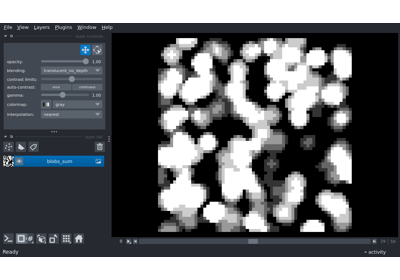 File View Layers Plugins Window Help
opacity: 1.00
blending: translucent_no_depth
contrast limits:
auto-contrast: once continuous
gamma: 1.00
colormap: gray
interpolation: nearest
blobs_sum
Ready
activity